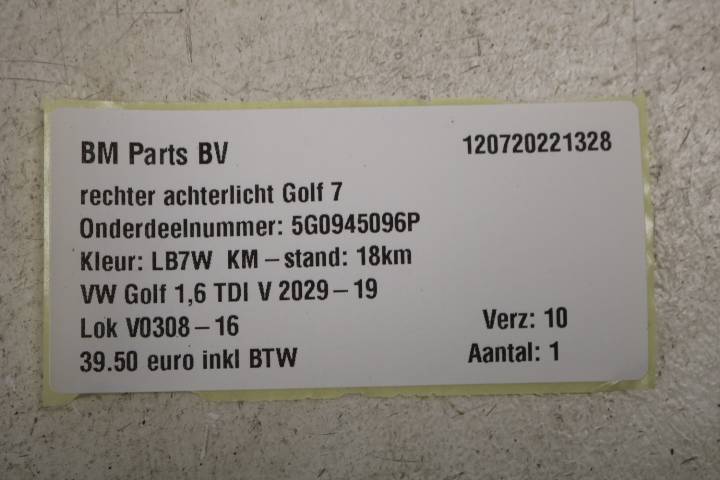 BM Parts BV 120720221328
rechter achterlicht Golf 7
Onderdeelnummer: 5G0945096P
Kleur: LB7W KM-stand: 18km
VW Golf 1,6 TDI V 2029-19
Lok V0308-16 Verz: 10
39.50 euro inkl BTW Aantal: 1